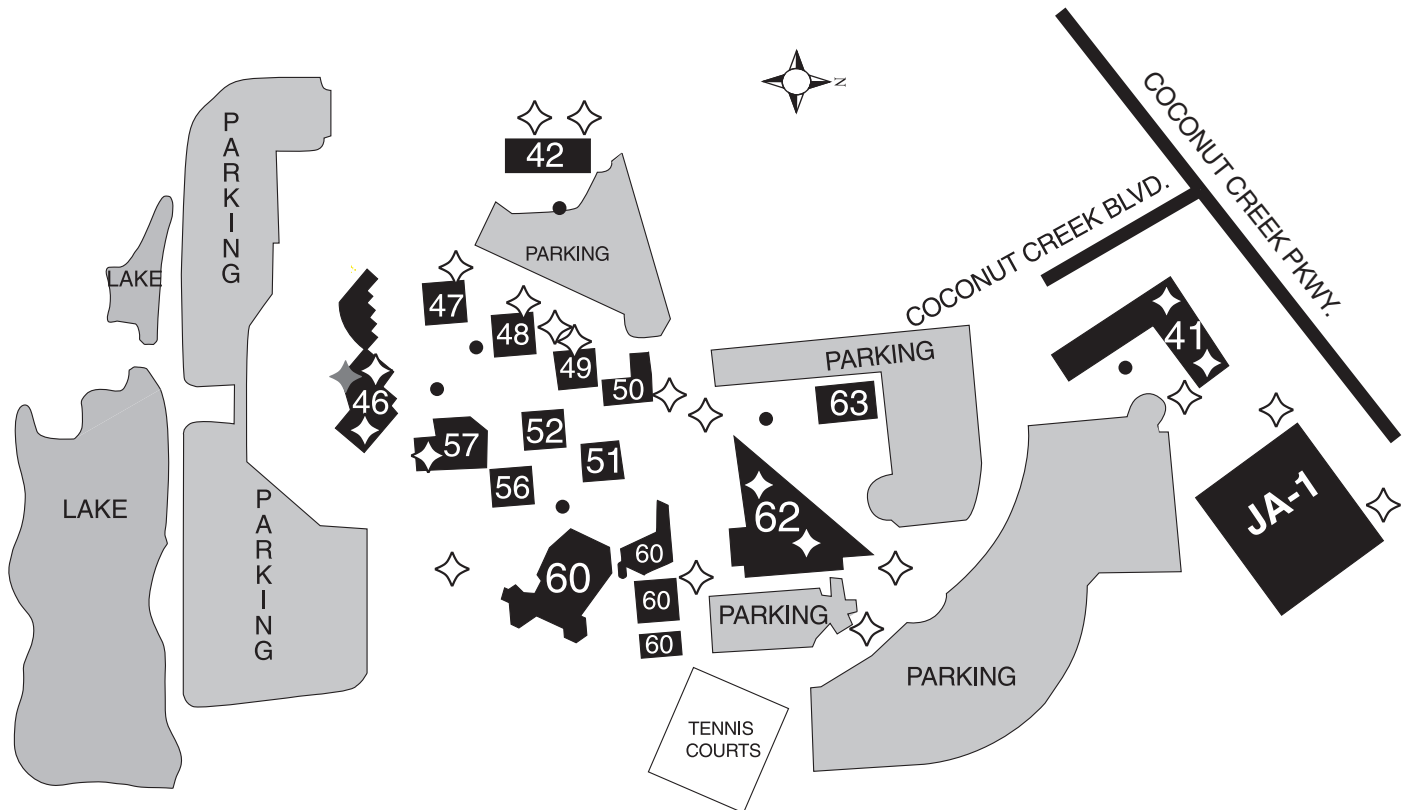 PARKING
LAKE
LAKE
PARKING
42
PARKING
N
COCONUT CREEK PKWY.
COCONUT CREEK BLVD.
47
48
49
50
46
57
52
51
56
PARKING
63
41
JA-1
62
60
60
60
60
PARKING
PARKING
TENNIS
COURTS